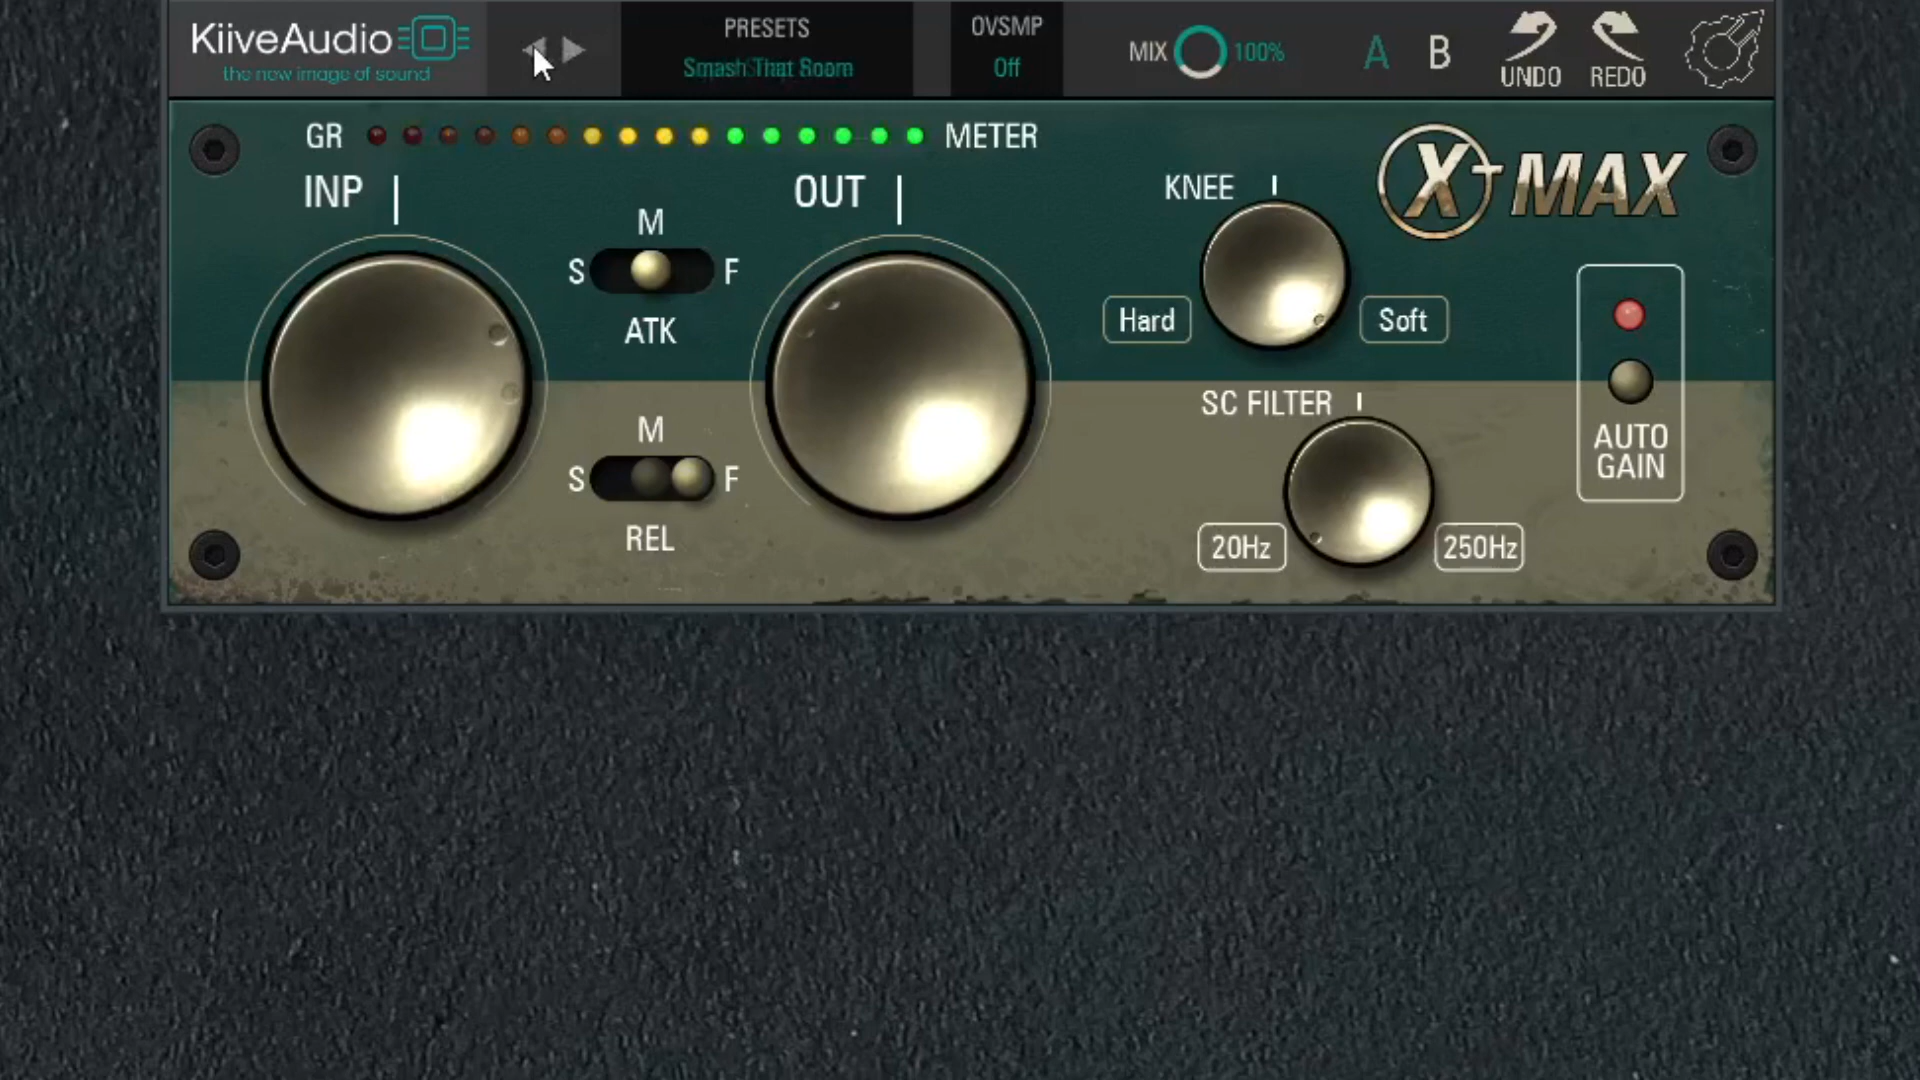 KiiveAudio
the new image of sound
PRESETS
Smash That Room
OVSMP
Off
MIX 100%
A B
UNDO REDO
GR METER
INP
M
S F
ATK
OUT
M
S F
REL
KNEE
Hard Soft
X-MAX
SC FILTER
20Hz 250Hz
AUTO
GAIN